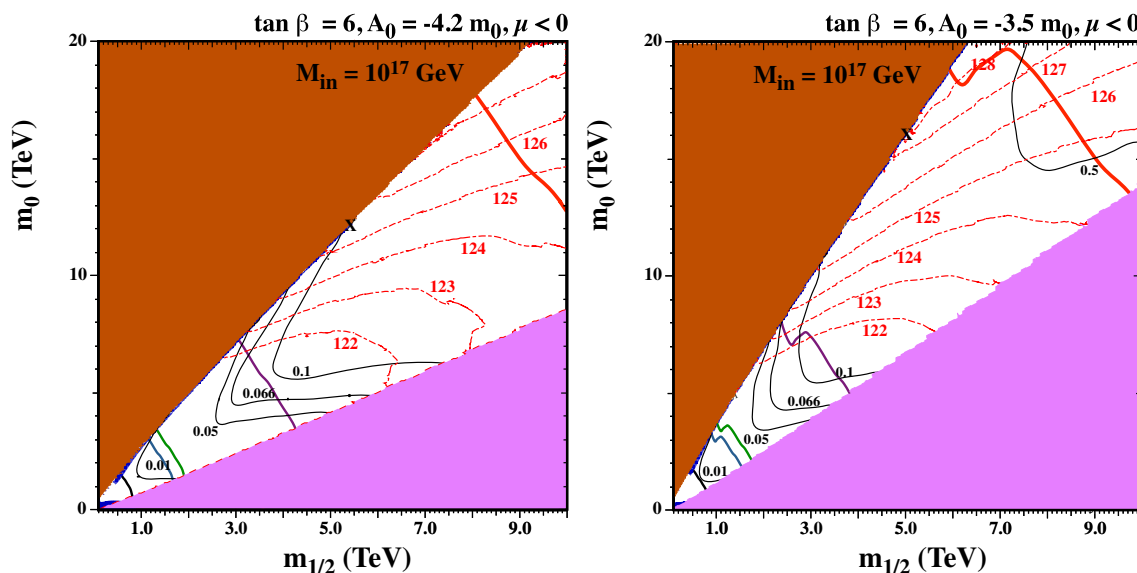 tan β = 6, A0 = -4.2 m0, μ < 0
20
Min = 10^17 GeV
126
125
124
123
122
0.1
0.066
0.05
0.01
x
10
0
m0 (TeV)
1.0 3.0 5.0 7.0 9.0
m1/2 (TeV)
tan β = 6, A0 = -3.5 m0, μ < 0
20
Min = 10^17 GeV
128
127
126
0.5
x
125
124
123
122
0.1
0.066
0.05
0.01
10
0
m0 (TeV)
1.0 3.0 5.0 7.0 9.0
m1/2 (TeV)